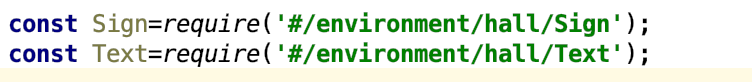 const Sign=require('#/environment/hall/Sign');
const Text=require('#/environment/hall/Text');